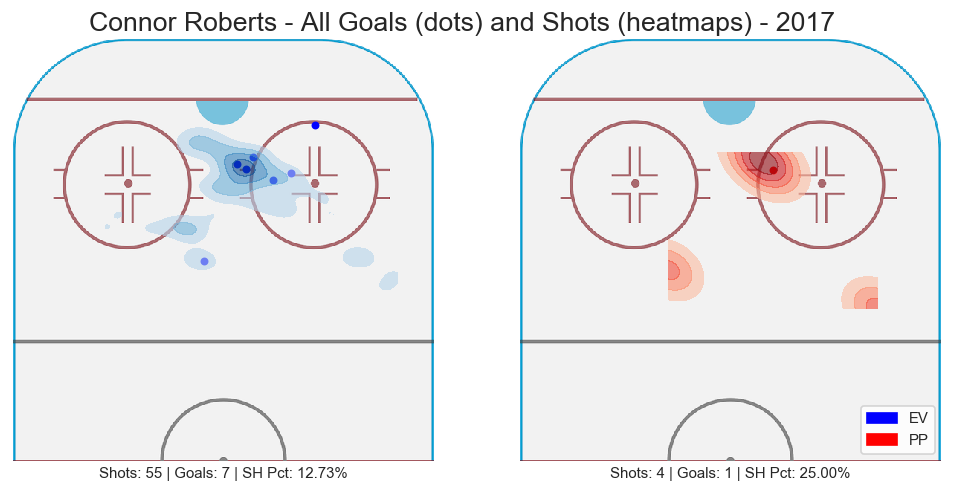 Connor Roberts - All Goals (dots) and Shots (heatmaps) - 2017
EV
PP
Shots: 55 | Goals: 7 | SH Pct: 12.73%
Shots: 4 | Goals: 1 | SH Pct: 25.00%